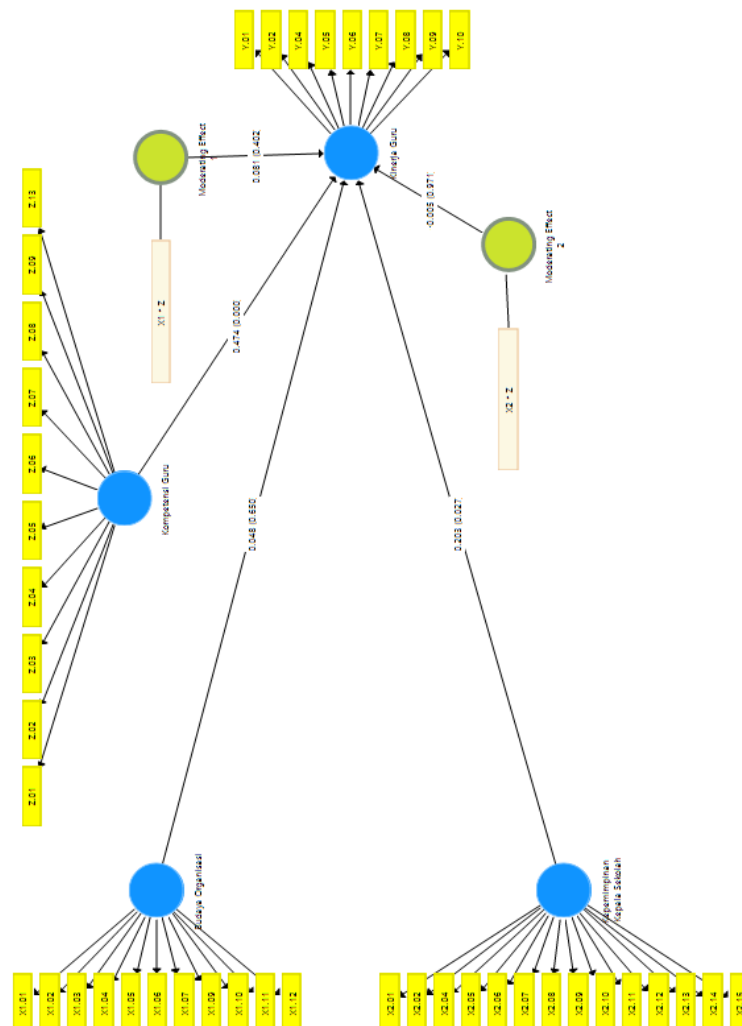 Y.01
Y.02
Y.04
Y.05
Y.06
Y.07
Y.08
Y.09
Y.10
Moderating Effect
1
0.081 (0.402)
Kinerja Guru
-0.005 (0.971)
Moderating Effect
2
X1 * Z
X2 * Z
Z.13
Z.09
Z.08
Z.07
Z.06
Z.05
Z.04
Z.03
Z.02
Z.01
Kompetensi Guru
0.474 (0.000)
0.048 (0.650)
0.203 (0.027)
Budaya Organisasi
Kepemimpinan
Kepala Sekolah
X1.01
X1.02
X1.03
X1.04
X1.05
X1.06
X1.07
X1.09
X1.10
X1.11
X1.12
X2.01
X2.02
X2.04
X2.06
X2.07
X2.08
X2.09
X2.10
X2.11
X2.12
X2.13
X2.14
X2.15